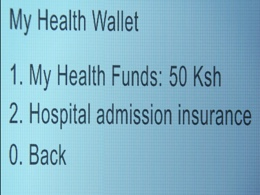 My Health Wallet
1. My Health Funds: 50 Ksh
2. Hospital admission insurance
0. Back